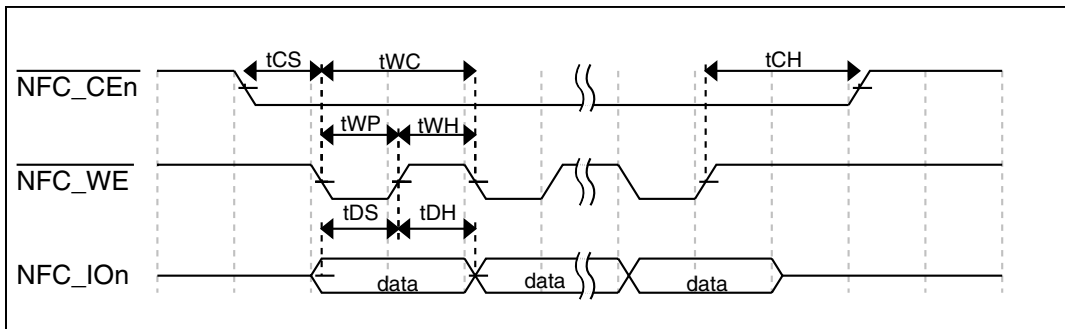 tCS tWC tCH
NFC_CEn
tWP tWH
NFC_WE
tDS tDH
NFC_IOn data data data